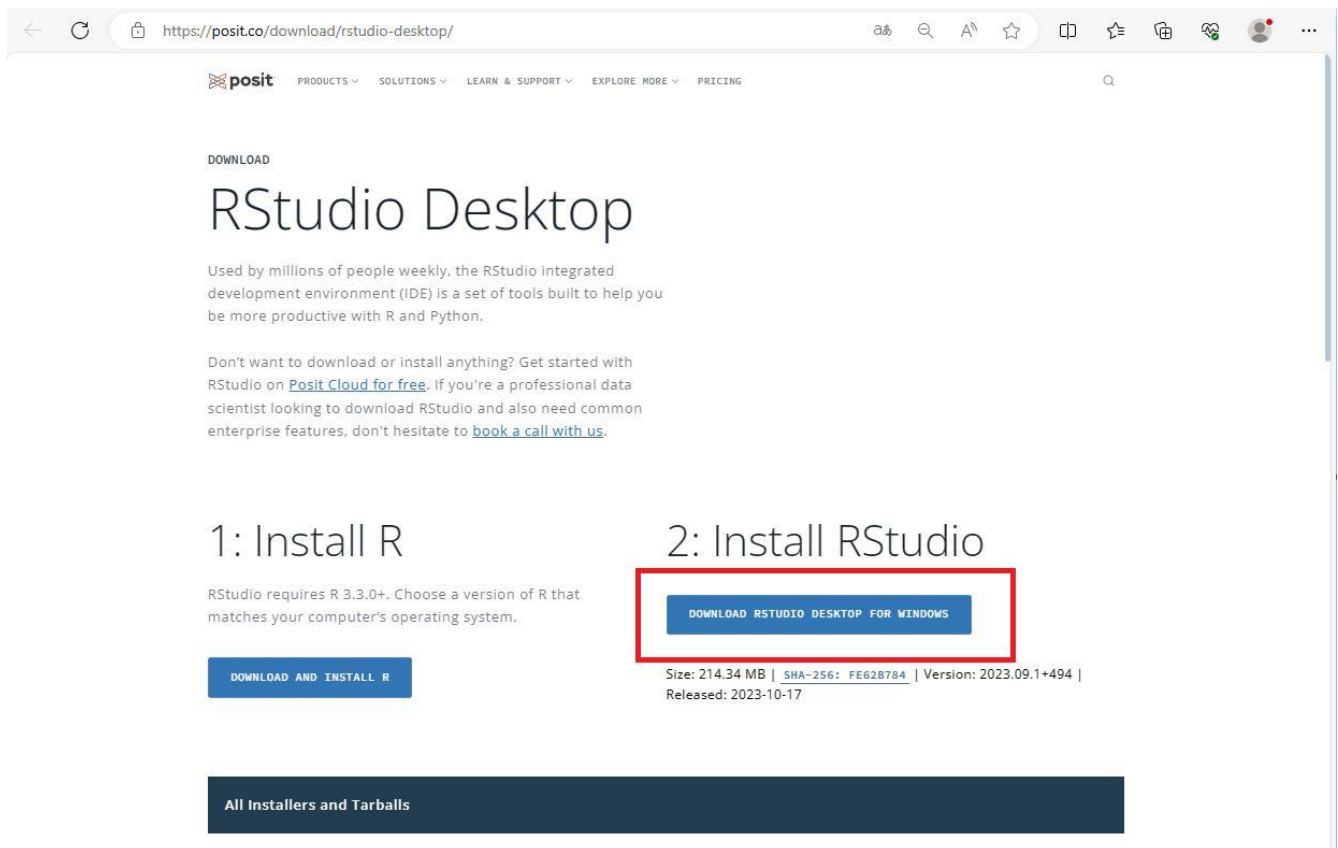 https://posit.co/download/rstudio-desktop/
posit PRODUCTS SOLUTIONS LEARN & SUPPORT EXPLORE MORE PRICING
DOWNLOAD
RStudio Desktop
Used by millions of people weekly, the RStudio integrated
development environment (IDE) is a set of tools built to help you
be more productive with R and Python.
Don't want to download or install anything? Get started with
RStudio on Posit Cloud for free. If you're a professional data
scientist looking to download RStudio and also need common
enterprise features, don't hesitate to book a call with us.
1: Install R
RStudio requires R 3.3.0+. Choose a version of R that
matches your computer's operating system.
DOWNLOAD AND INSTALL R
2: Install RStudio
DOWNLOAD RSTUDIO DESKTOP FOR WINDOWS
Size: 214.34 MB | SHA-256: FE62B784 | Version: 2023.09.1+494 |
Released: 2023-10-17
All Installers and Tarballs